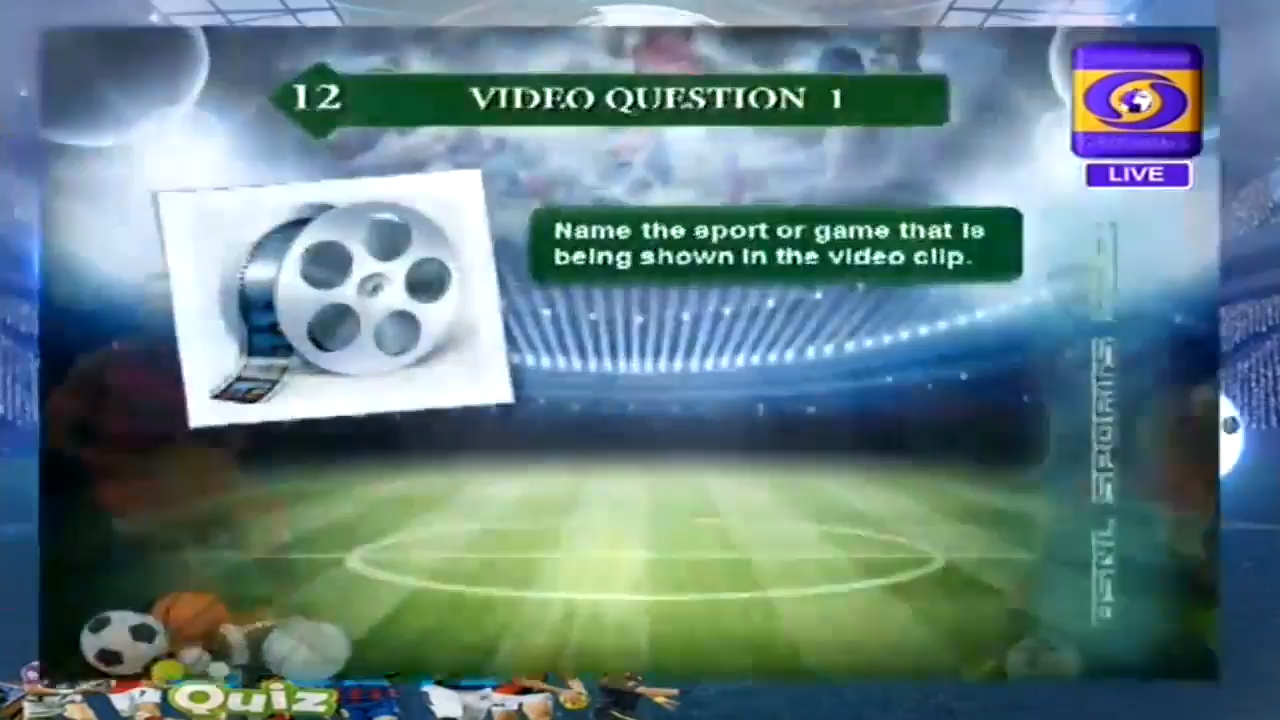 12 VIDEO QUESTION 1
LIVE
Name the sport or game that is
being shown in the video clip.
Quiz